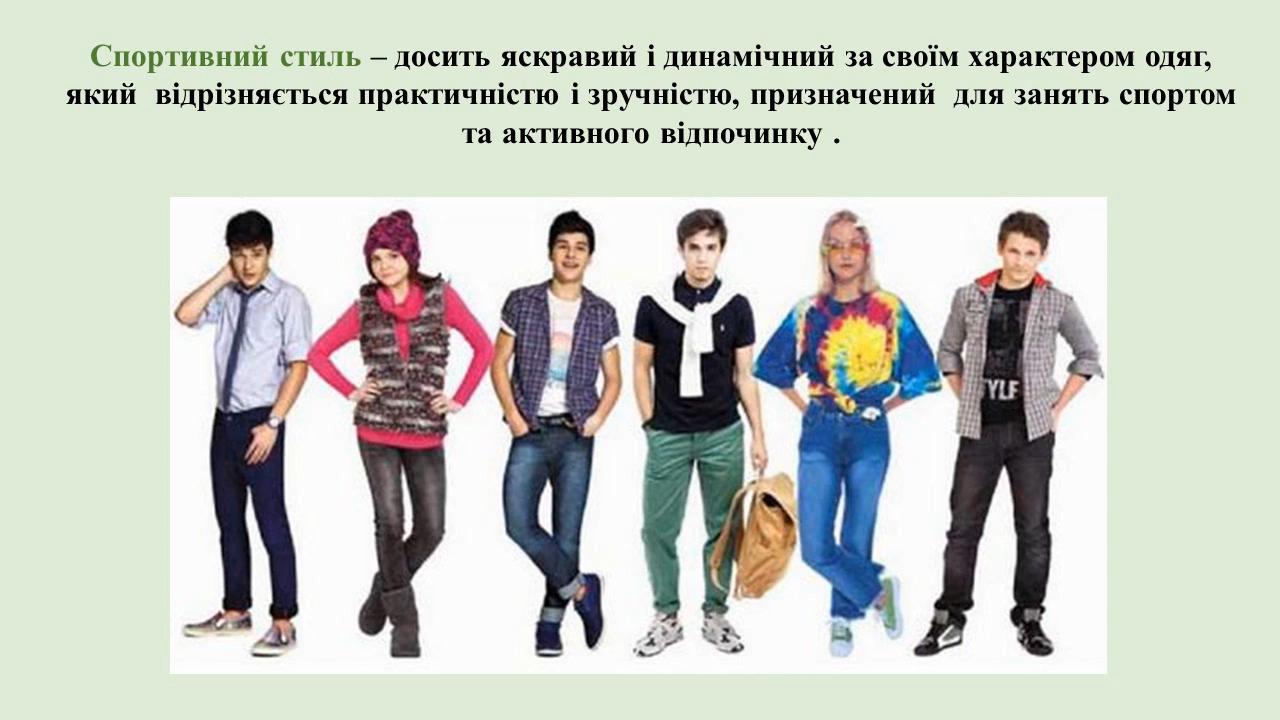 Спортивний стиль – досить яскравий і динамічний за своїм характером одяг,
який  відрізняється практичністю і зручністю, призначений  для занять спортом
та активного відпочинку .
TYLE